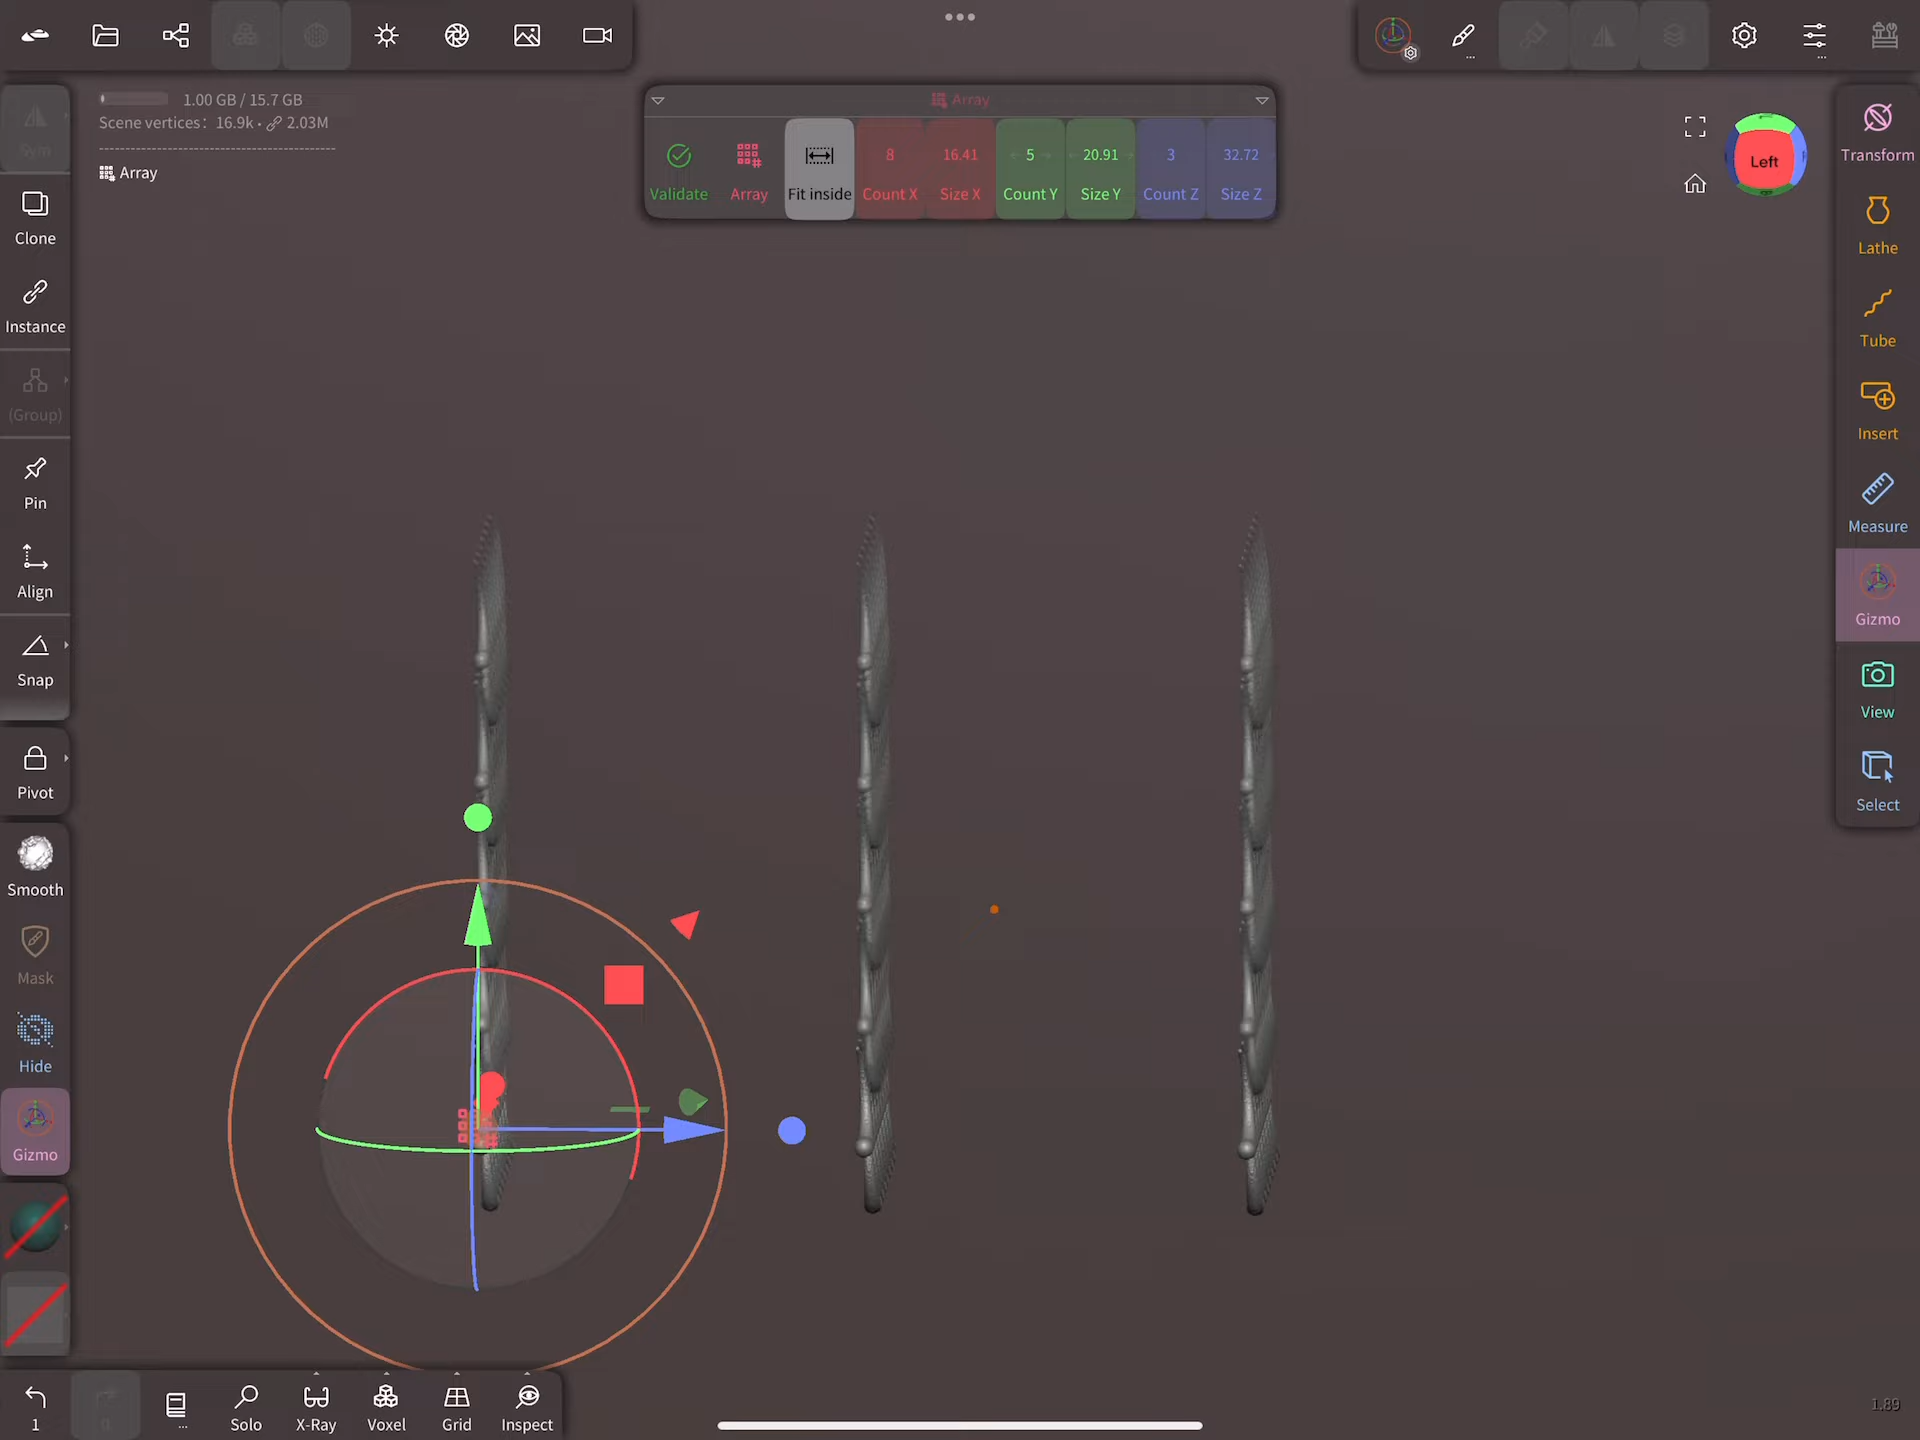 1.00 GB / 15.7 GB
Scene vertices: 16.9k • 2.03M
Array
Array
Validate
Array
Fit inside
8
Count X
16.41
Size X
5
Count Y
20.91
Size Y
3
Count Z
32.72
Size Z
Left
Sym
Clone
Instance
(Group)
Pin
Align
Snap
Pivot
Smooth
Mask
Hide
Gizmo
Transform
Lathe
Tube
Insert
Measure
Gizmo
View
Select
1
0
Solo
X-Ray
Voxel
Grid
Inspect
1.89